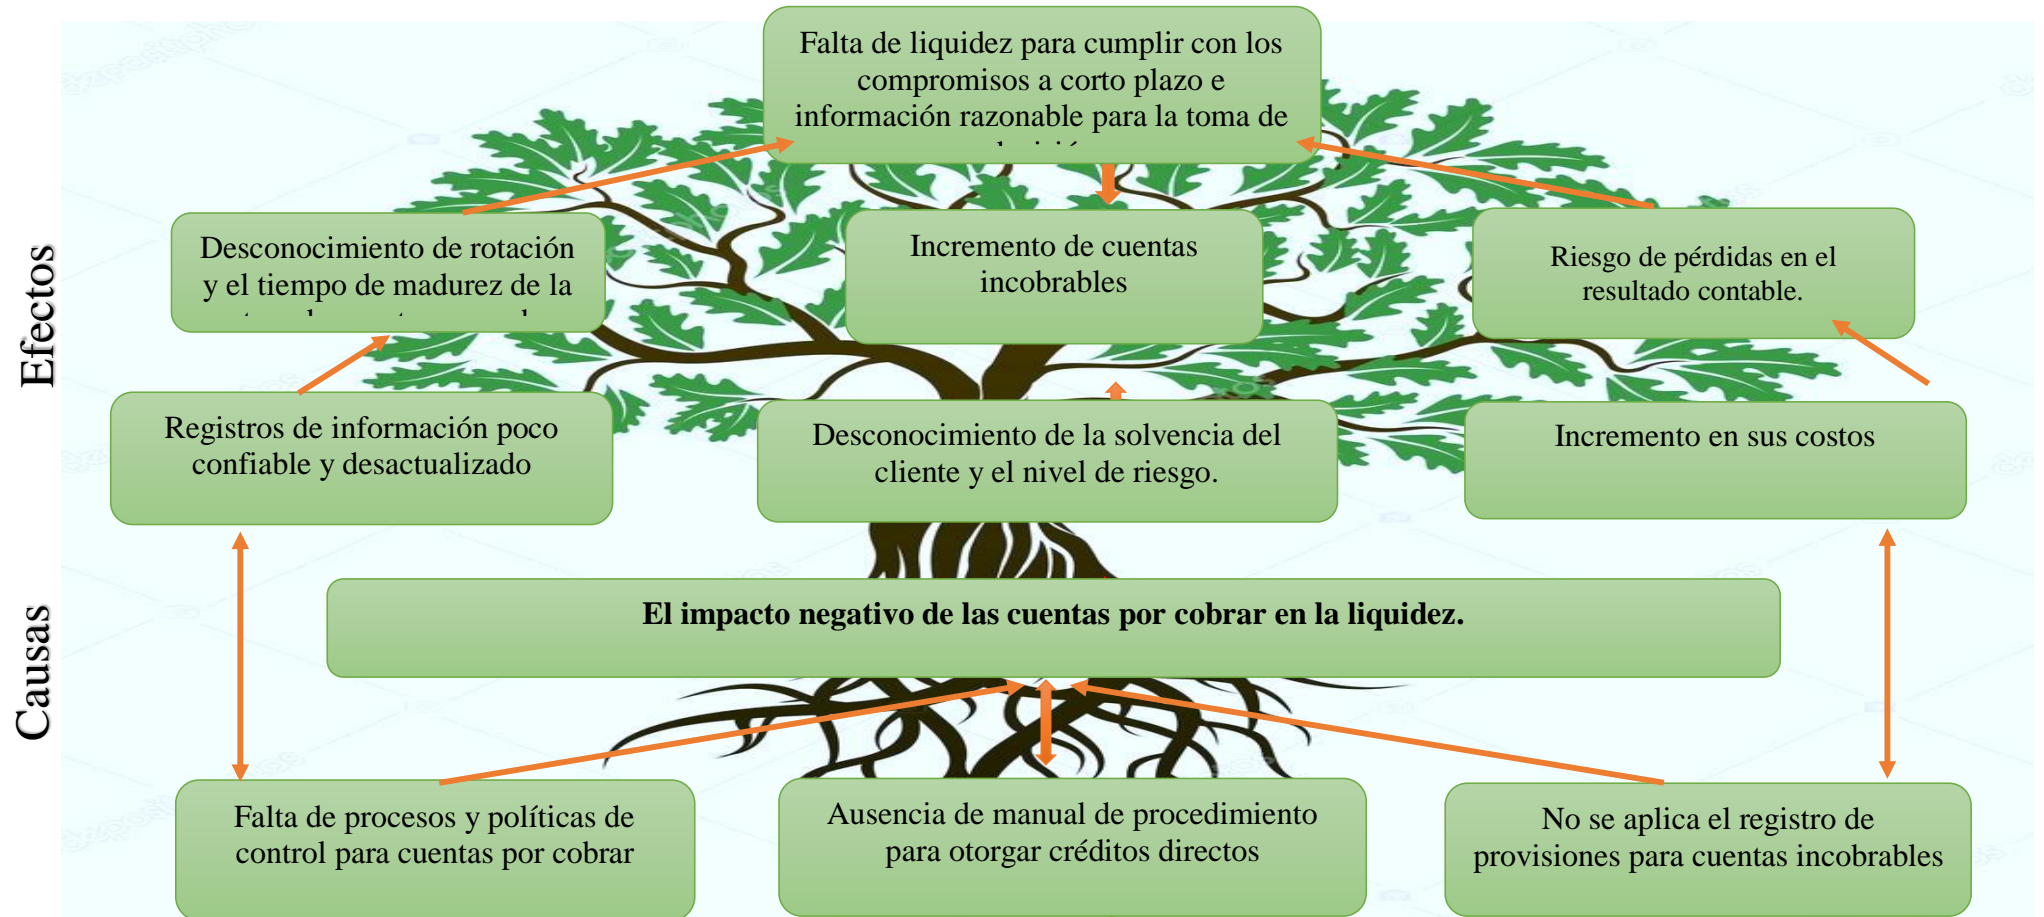 Falta de liquidez para cumplir con los
compromisos a corto plazo e
información razonable para la toma de
Efectos
Desconocimiento de rotación
y el tiempo de madurez de la
Incremento de cuentas
incobrables
Riesgo de pérdidas en el
resultado contable.
Registros de información poco
confiable y desactualizado
Desconocimiento de la solvencia del
cliente y el nivel de riesgo.
Incremento en sus costos
Causas
El impacto negativo de las cuentas por cobrar en la liquidez.
Falta de procesos y políticas de
control para cuentas por cobrar
Ausencia de manual de procedimiento
para otorgar créditos directos
No se aplica el registro de
provisiones para cuentas incobrables